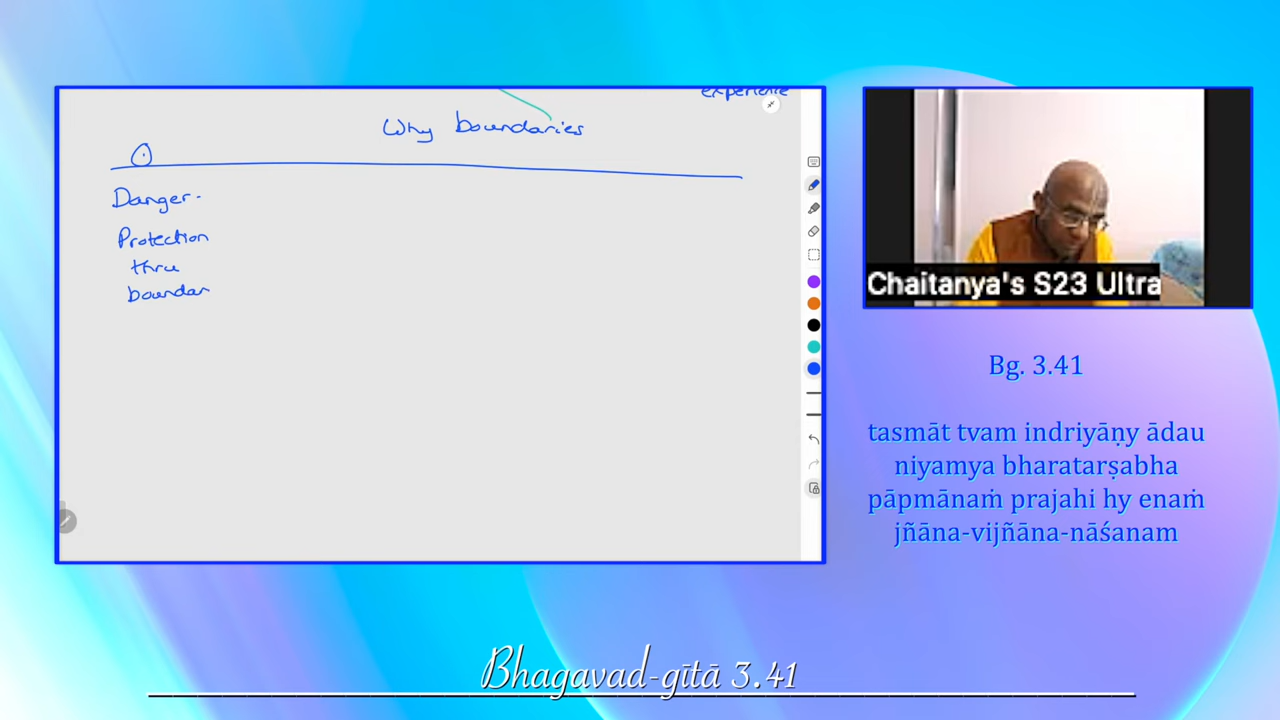 experience
Why boundaries
Danger.
Protection
thru
boundar
Chaitanya's S23 Ultra
Bg. 3.41
tasmāt tvam indriyāṇy ādau
niyamya bharatarṣabha
pāpmānaṁ prajahi hy enaṁ
jñāna-vijñāna-nāśanam
Bhagavad-gītā 3.41